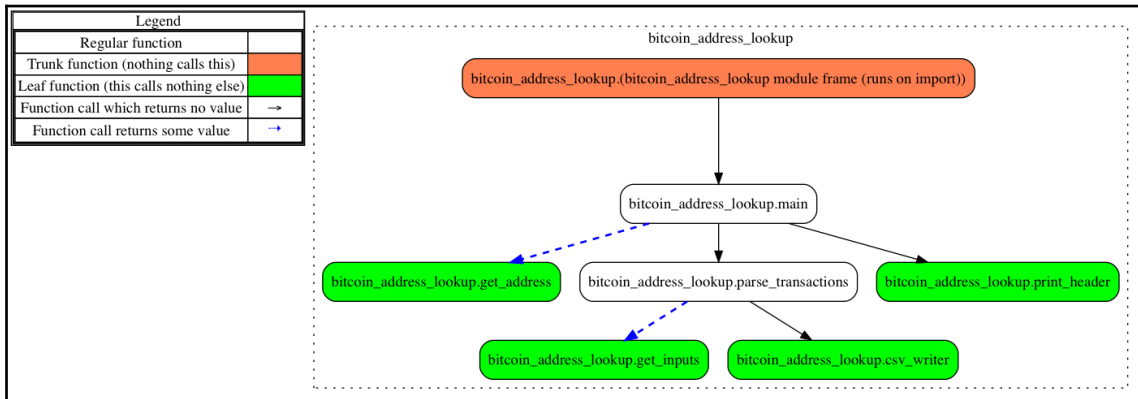 Legend
Regular function
Trunk function (nothing calls this)
Leaf function (this calls nothing else)
Function call which returns no value →
Function call returns some value ⇢
bitcoin_address_lookup
bitcoin_address_lookup.(bitcoin_address_lookup module frame (runs on import))
bitcoin_address_lookup.main
bitcoin_address_lookup.get_address
bitcoin_address_lookup.parse_transactions
bitcoin_address_lookup.print_header
bitcoin_address_lookup.get_inputs
bitcoin_address_lookup.csv_writer